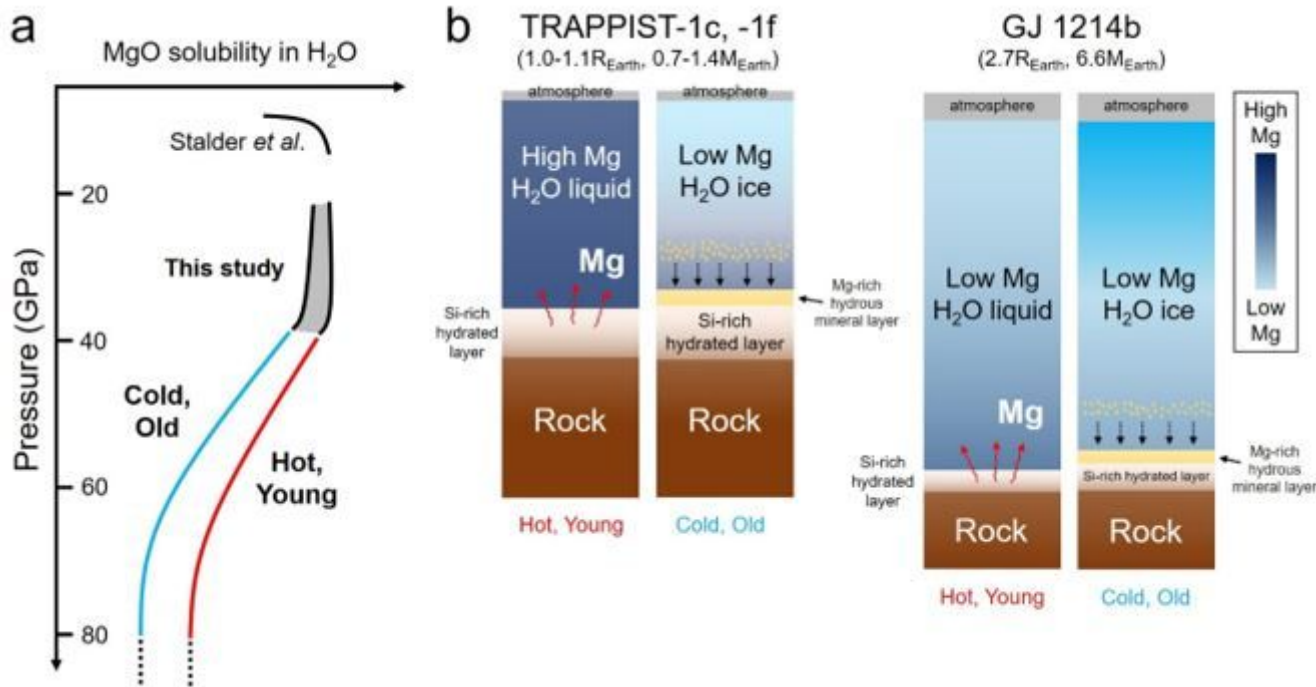 a
MgO solubility in H₂O
Stalder et al.
20
This study
40
Cold,
Old
Hot,
Young
60
80
Pressure (GPa)
b
TRAPPIST-1c, -1f
(1.0-1.1R_Earth, 0.7-1.4M_Earth)
atmosphere
High Mg
H₂O liquid
Mg
Si-rich
hydrated
layer
Rock
Hot, Young
atmosphere
Low Mg
H₂O ice
Mg-rich
hydrous
mineral layer
Si-rich
hydrated layer
Rock
Cold, Old
GJ 1214b
(2.7R_Earth, 6.6M_Earth)
atmosphere
Low Mg
H₂O liquid
Mg
Si-rich
hydrated
layer
Rock
Hot, Young
atmosphere
Low Mg
H₂O ice
Mg-rich
hydrous
mineral layer
Si-rich hydrated layer
Rock
Cold, Old
High
Mg
Low
Mg